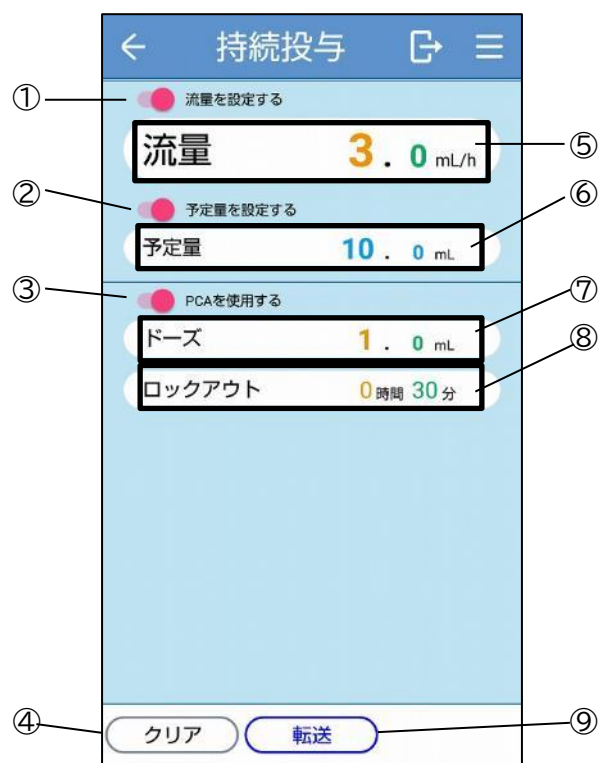 持続投与
① 流量を設定する
流量 3. 0 mL/h ⑤
② 予定量を設定する ⑥
予定量 10. 0 mL
③ PCAを使用する ⑦
ドーズ 1. 0 mL ⑧
ロックアウト 0時間 30分
④ クリア 転送 ⑨